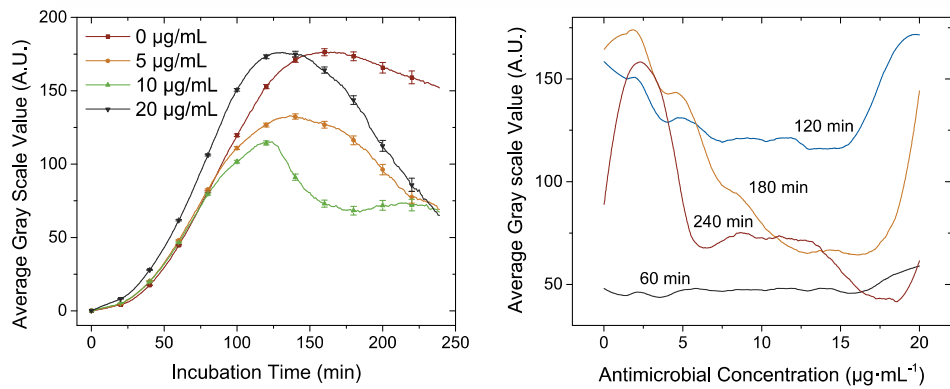 Average Gray Scale Value (A.U.)
200
150
100
50
0
0 µg/mL
5 µg/mL
10 µg/mL
20 µg/mL
0 50 100 150 200 250
Incubation Time (min)
Average Gray scale Value (A.U.)
150
100
50
120 min
180 min
240 min
60 min
0 5 10 15 20
Antimicrobial Concentration (µg·mL⁻¹)